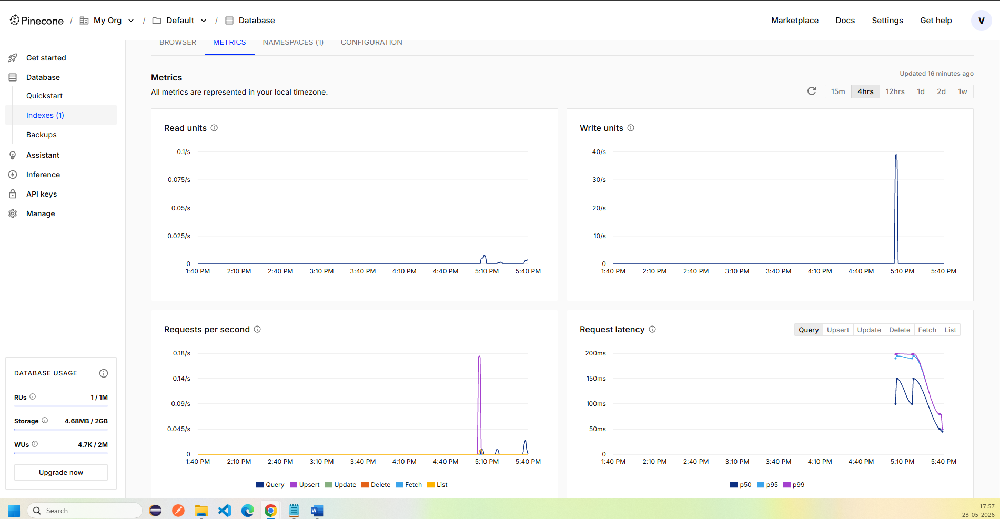 Pinecone / My Org / Default / Database Marketplace Docs Settings Get help V
BROWSER METRICS NAMESPACES (1) CONFIGURATION
Get started
Database
Quickstart
Indexes (1)
Backups
Assistant
Inference
API keys
Manage
DATABASE USAGE
RUs 1 / 1M
Storage 4.68MB / 2GB
WUs 4.7K / 2M
Upgrade now
Metrics
All metrics are represented in your local timezone.
Updated 16 minutes ago
15m 4hrs 12hrs 1d 2d 1w
Read units
0.1/s
0.075/s
0.05/s
0.025/s
0
1:40 PM 2:10 PM 2:40 PM 3:10 PM 3:40 PM 4:10 PM 4:40 PM 5:10 PM 5:40 PM
Write units
40/s
30/s
20/s
10/s
0
1:40 PM 2:10 PM 2:40 PM 3:10 PM 3:40 PM 4:10 PM 4:40 PM 5:10 PM 5:40 PM
Requests per second
0.18/s
0.14/s
0.09/s
0.045/s
0
1:40 PM 2:10 PM 2:40 PM 3:10 PM 3:40 PM 4:10 PM 4:40 PM 5:10 PM 5:40 PM
Query Upsert Update Delete Fetch List
Request latency
Query Upsert Update Delete Fetch List
200ms
150ms
100ms
50ms
0
1:40 PM 2:10 PM 2:40 PM 3:10 PM 3:40 PM 4:10 PM 4:40 PM 5:10 PM 5:40 PM
p50 p95 p99
Search
17:57
23-05-2026